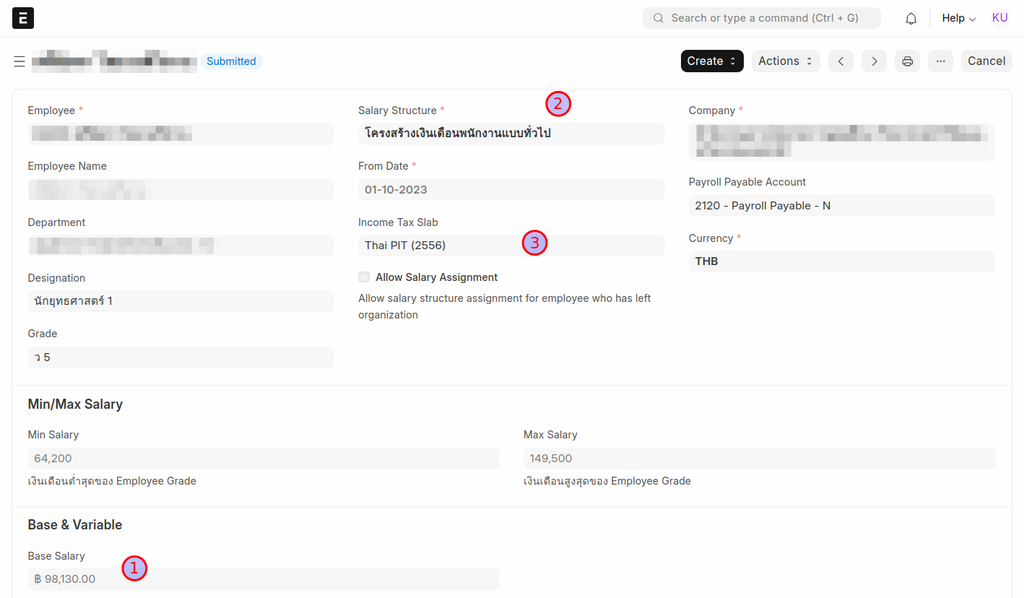 E
Search or type a command (Ctrl + G)
Help
KU
Submitted
Create
Actions
...
Cancel
Employee *
Salary Structure *
2
โครงสร้างเงินเดือนพนักงานแบบทั่วไป
Company *
Employee Name
From Date *
01-10-2023
Payroll Payable Account
2120 - Payroll Payable - N
Department
Income Tax Slab
Thai PIT (2556)
3
Currency *
THB
Designation
นักยุทธศาสตร์ 1
Allow Salary Assignment
Allow salary structure assignment for employee who has left
organization
Grade
ว 5
Min/Max Salary
Min Salary
64,200
เงินเดือนต่ำสุดของ Employee Grade
Max Salary
149,500
เงินเดือนสูงสุดของ Employee Grade
Base & Variable
Base Salary
1
฿ 98,130.00